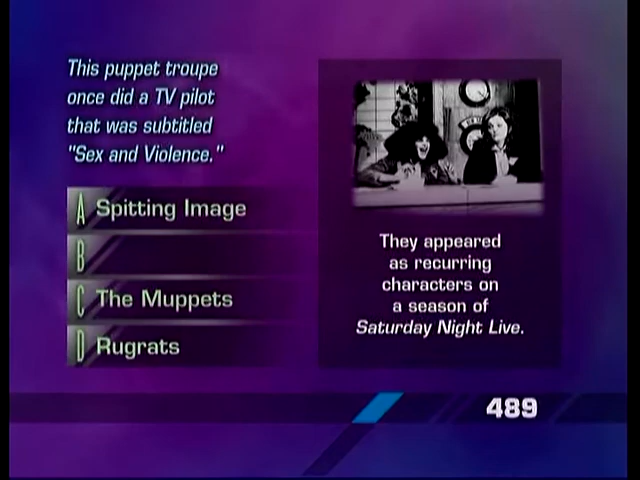 This puppet troupe
once did a TV pilot
that was subtitled
"Sex and Violence."
A Spitting Image
B
C The Muppets
D Rugrats
They appeared
as recurring
characters on
a season of
Saturday Night Live.
489